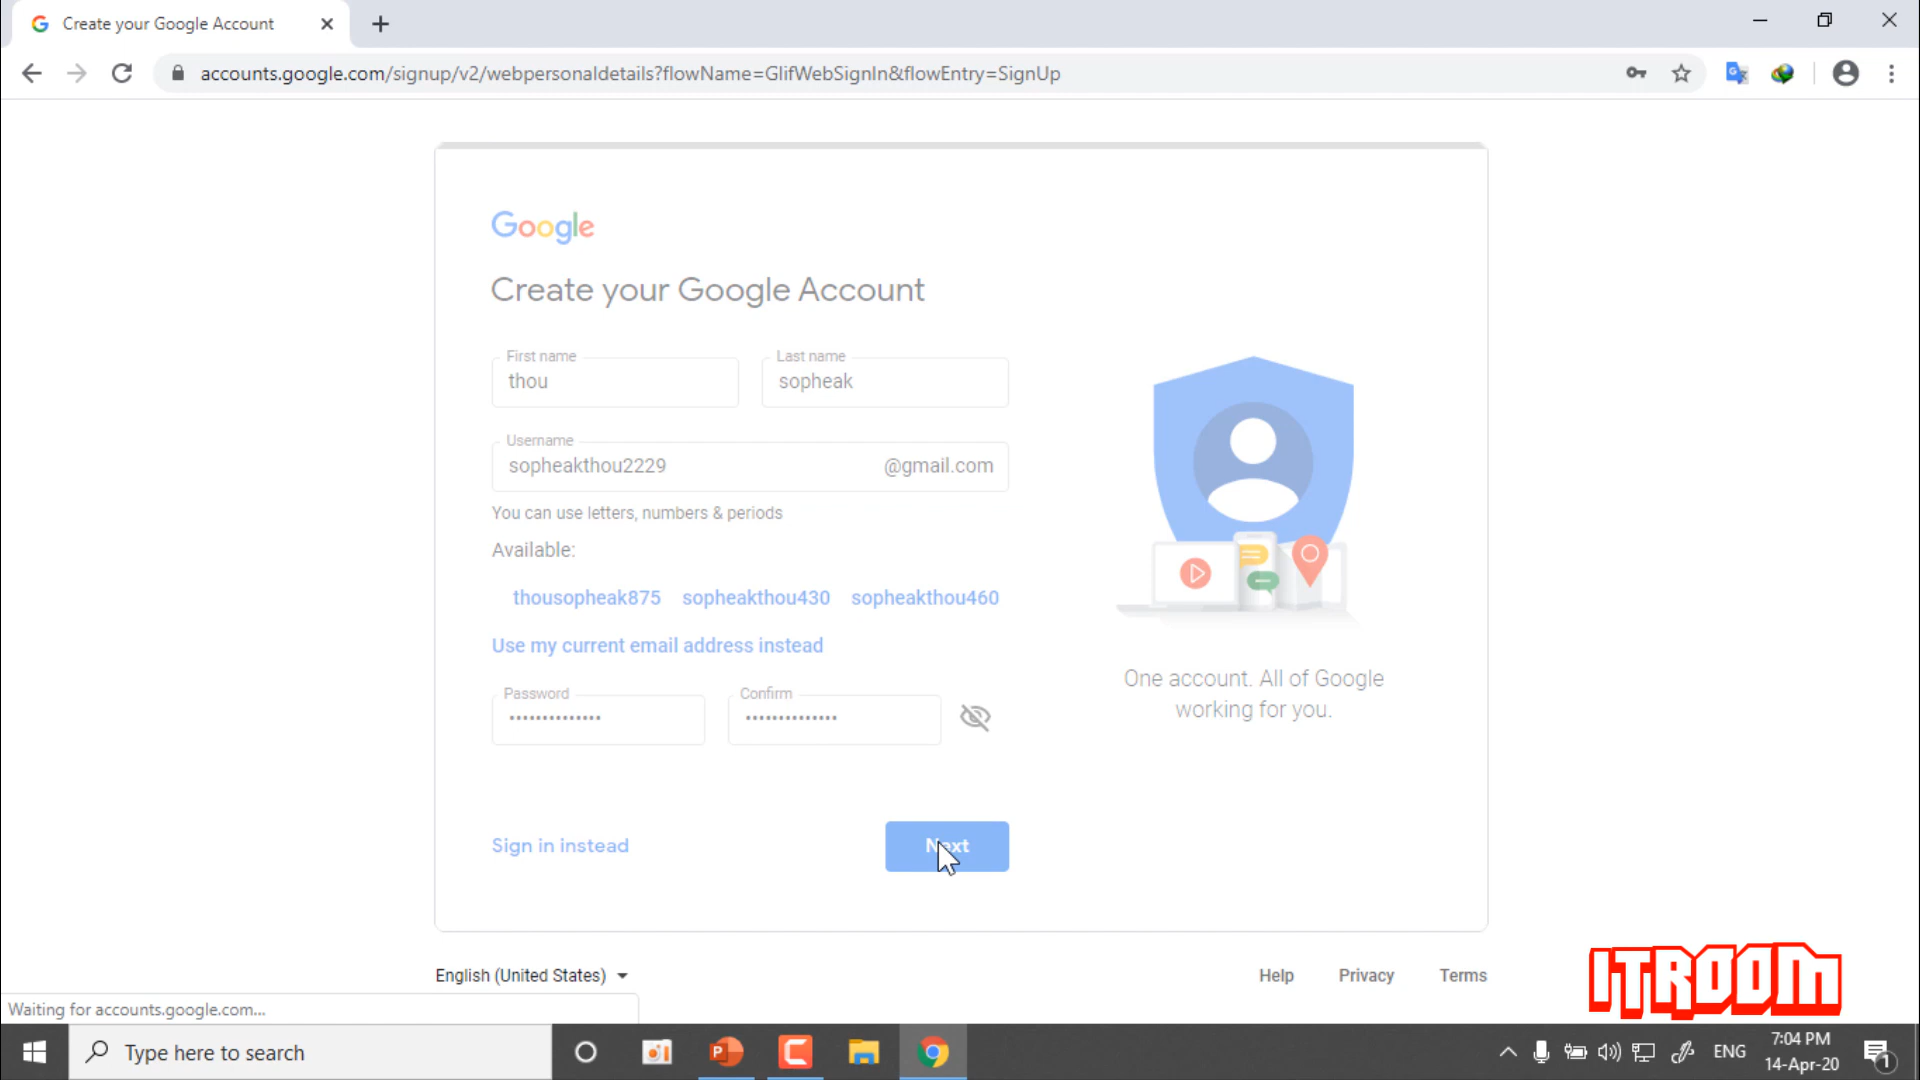 Create your Google Account
accounts.google.com/signup/v2/webpersonaldetails?flowName=GlifWebSignIn&flowEntry=SignUp
Google
Create your Google Account
First name
thou
Last name
sopheak
Username
sopheakthou2229
@gmail.com
You can use letters, numbers & periods
Available:
thousopheak875 sopheakthou430 sopheakthou460
Use my current email address instead
Password
Confirm
One account. All of Google
working for you.
Sign in instead
Next
English (United States)
Help Privacy Terms
Waiting for accounts.google.com...
ITROOM
Type here to search
ENG
7:04 PM
14-Apr-20
1